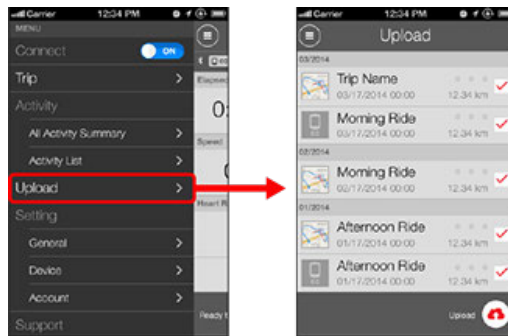 Carrier 12:34 PM
MENU
Connect ON
Trip
Activity
All Activity Summary
Activity List
Upload
Setting
General
Device
Account
Support
Elapsed
0:
Speed
Heart R
Ready t
Carrier 12:34 PM
Upload
03/2014
Trip Name
03/17/2014 00:00 12.34 km
Morning Ride
03/17/2014 00:00 12.34 km
02/2014
Morning Ride
02/17/2014 00:00 12.34 km
01/2014
Afternoon Ride
01/17/2014 00:00 12.34 km
Afternoon Ride
01/17/2014 00:00 12.34 km
Upload